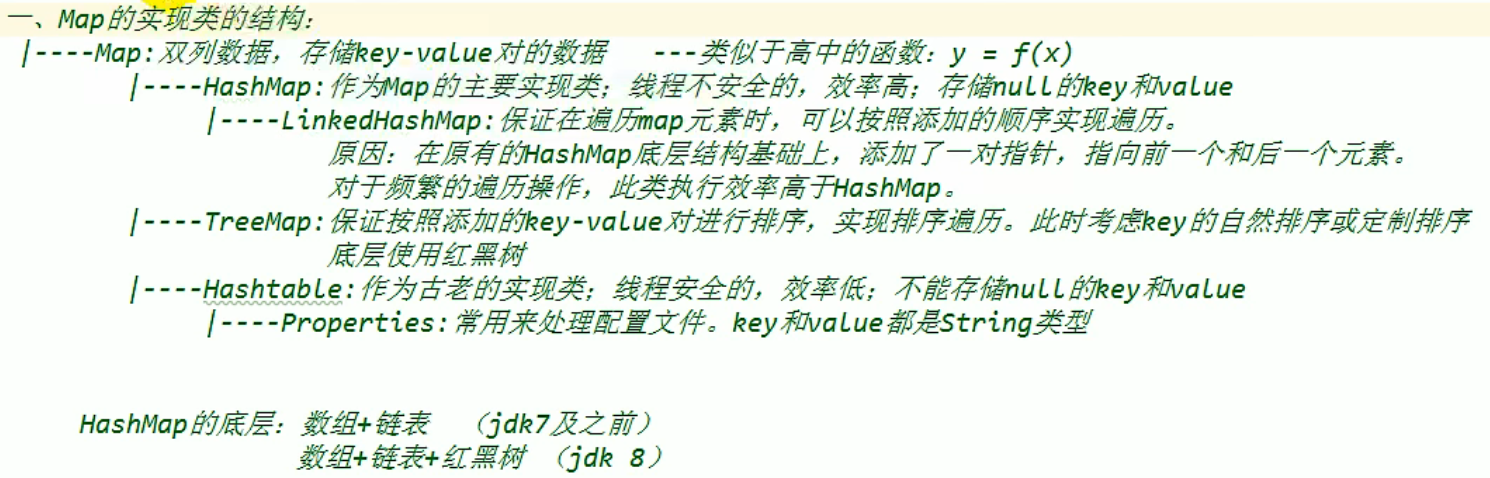 一、Map的实现类的结构：
|----Map:双列数据，存储key-value对的数据 ---类似于高中的函数：y = f(x)
|----HashMap:作为Map的主要实现类；线程不安全的，效率高；存储null的key和value
|----LinkedHashMap:保证在遍历map元素时，可以按照添加的顺序实现遍历。
原因：在原有的HashMap底层结构基础上，添加了一对指针，指向前一个和后一个元素。
对于频繁的遍历操作，此类执行效率高于HashMap。
|----TreeMap:保证按照添加的key-value对进行排序，实现排序遍历。此时考虑key的自然排序或定制排序
底层使用红黑树
|----Hashtable:作为古老的实现类；线程安全的，效率低；不能存储null的key和value
|----Properties:常用来处理配置文件。key和value都是String类型
HashMap的底层：数组+链表 （jdk7及之前）
数组+链表+红黑树 （jdk 8）